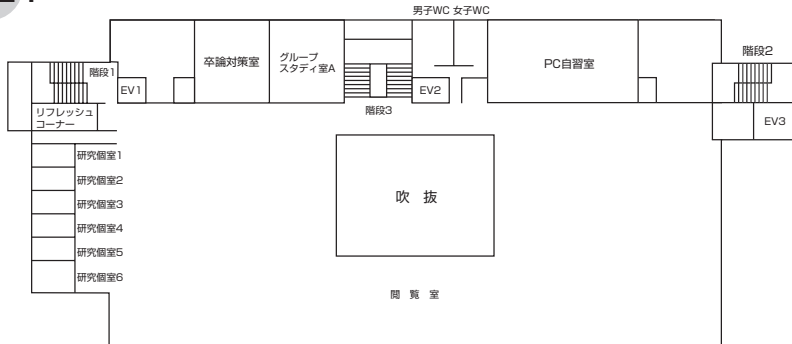 男子WC 女子WC
階段1
卒論対策室
グループ
スタディ室A
PC自習室
階段2
EV1
EV2
階段3
EV3
リフレッシュ
コーナー
研究個室1
研究個室2
研究個室3
研究個室4
研究個室5
研究個室6
吹 抜
閲 覧 室